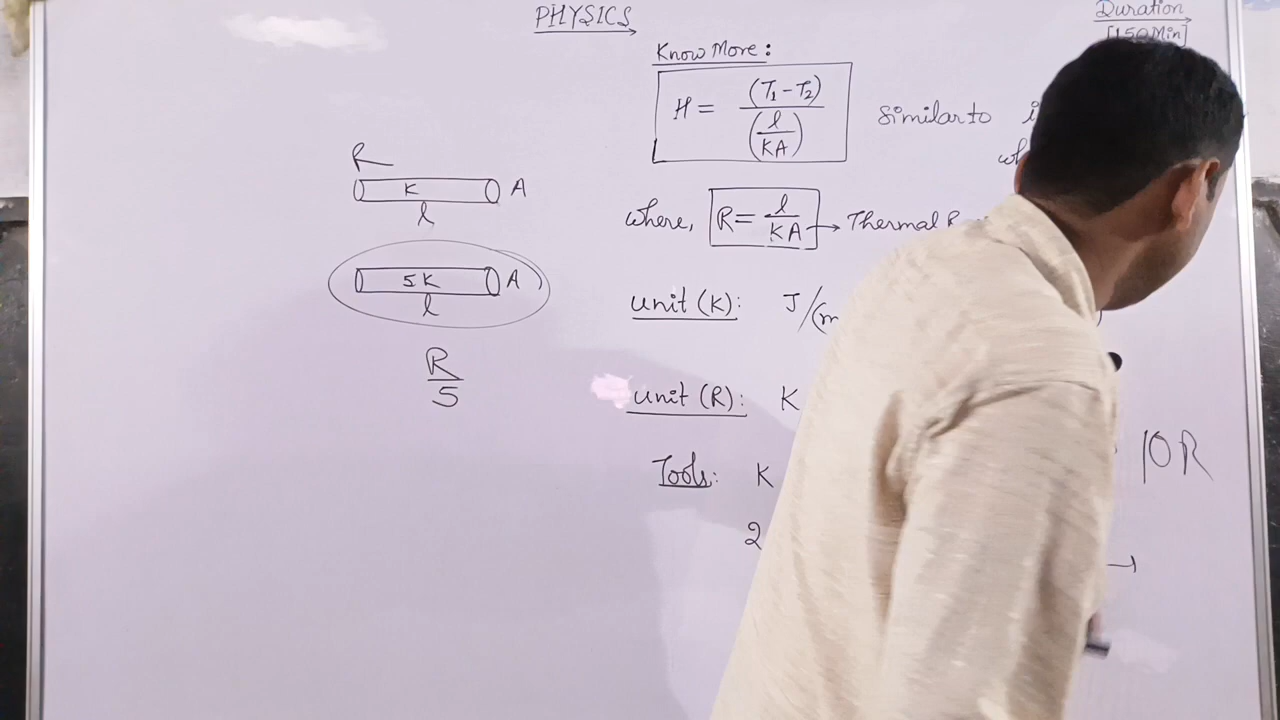 PHYSICS
Duration
[150 Min]
Know More:
H = (T₁ - T₂) / (l / KA)
Similar to
where, R = l / KA → Thermal
unit (K): J/(m
unit (R): K
Tools: K
10R
2
R
K A
l
5K A
l
R / 5